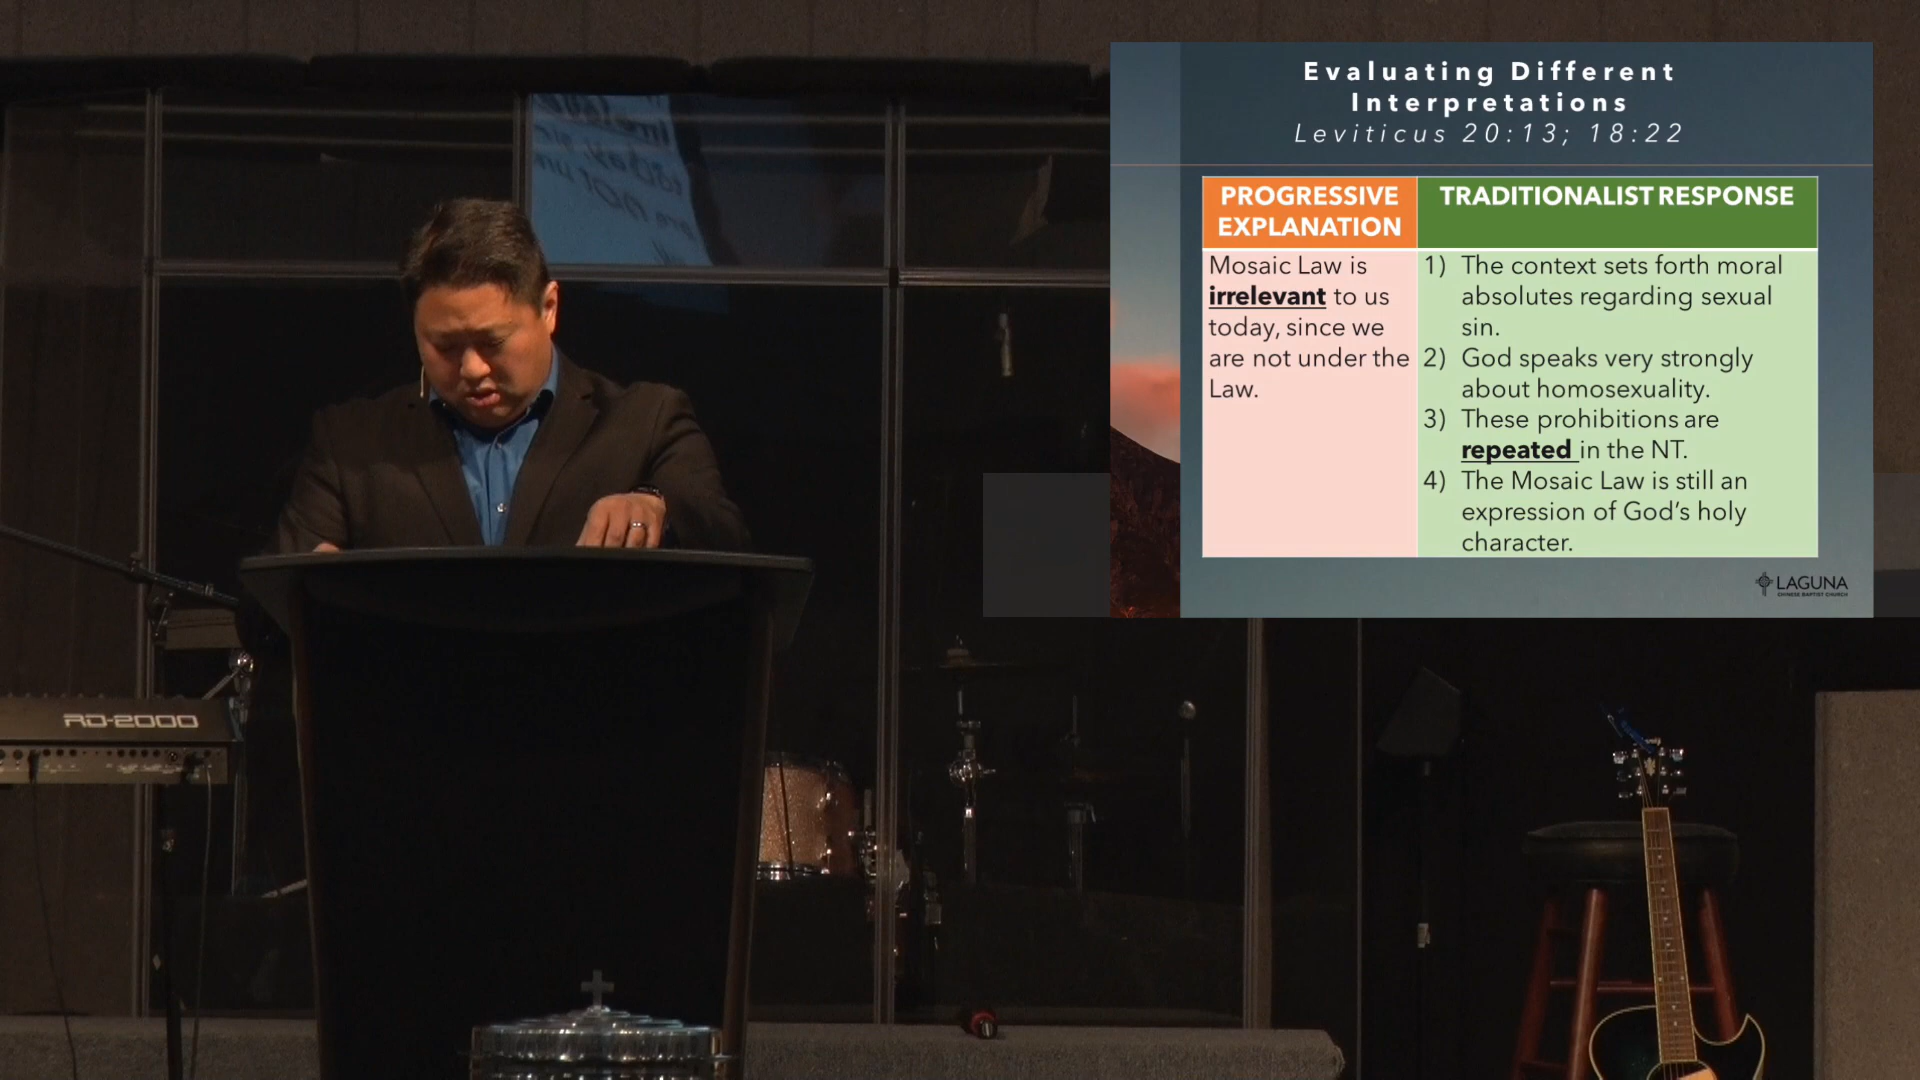 Evaluating Different
Interpretations
Leviticus 20:13; 18:22
PROGRESSIVE
EXPLANATION
TRADITIONALIST RESPONSE
Mosaic Law is
irrelevant to us
today, since we
are not under the
Law.
1) The context sets forth moral
absolutes regarding sexual
sin.
2) God speaks very strongly
about homosexuality.
3) These prohibitions are
repeated in the NT.
4) The Mosaic Law is still an
expression of God's holy
character.
LAGUNA
CHINESE BAPTIST CHURCH
RD-2000